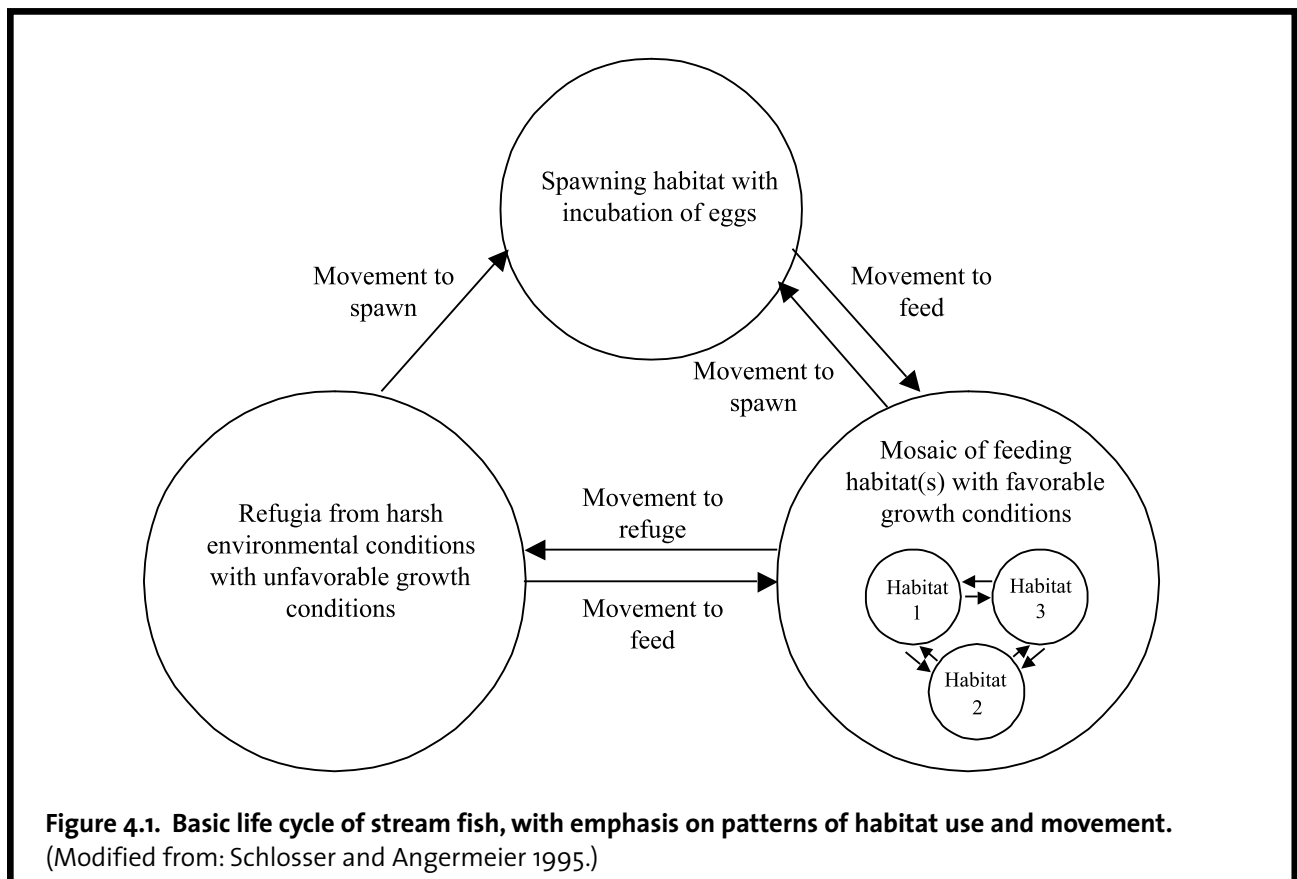 Spawning habitat with
incubation of eggs
Movement to
spawn
Movement to
feed
Movement to
spawn
Mosaic of feeding
habitat(s) with favorable
growth conditions
Refugia from harsh
environmental conditions
with unfavorable growth
conditions
Movement to
refuge
Movement to
feed
Habitat
1
Habitat
3
Habitat
2
Figure 4.1. Basic life cycle of stream fish, with emphasis on patterns of habitat use and movement.
(Modified from: Schlosser and Angermeier 1995.)